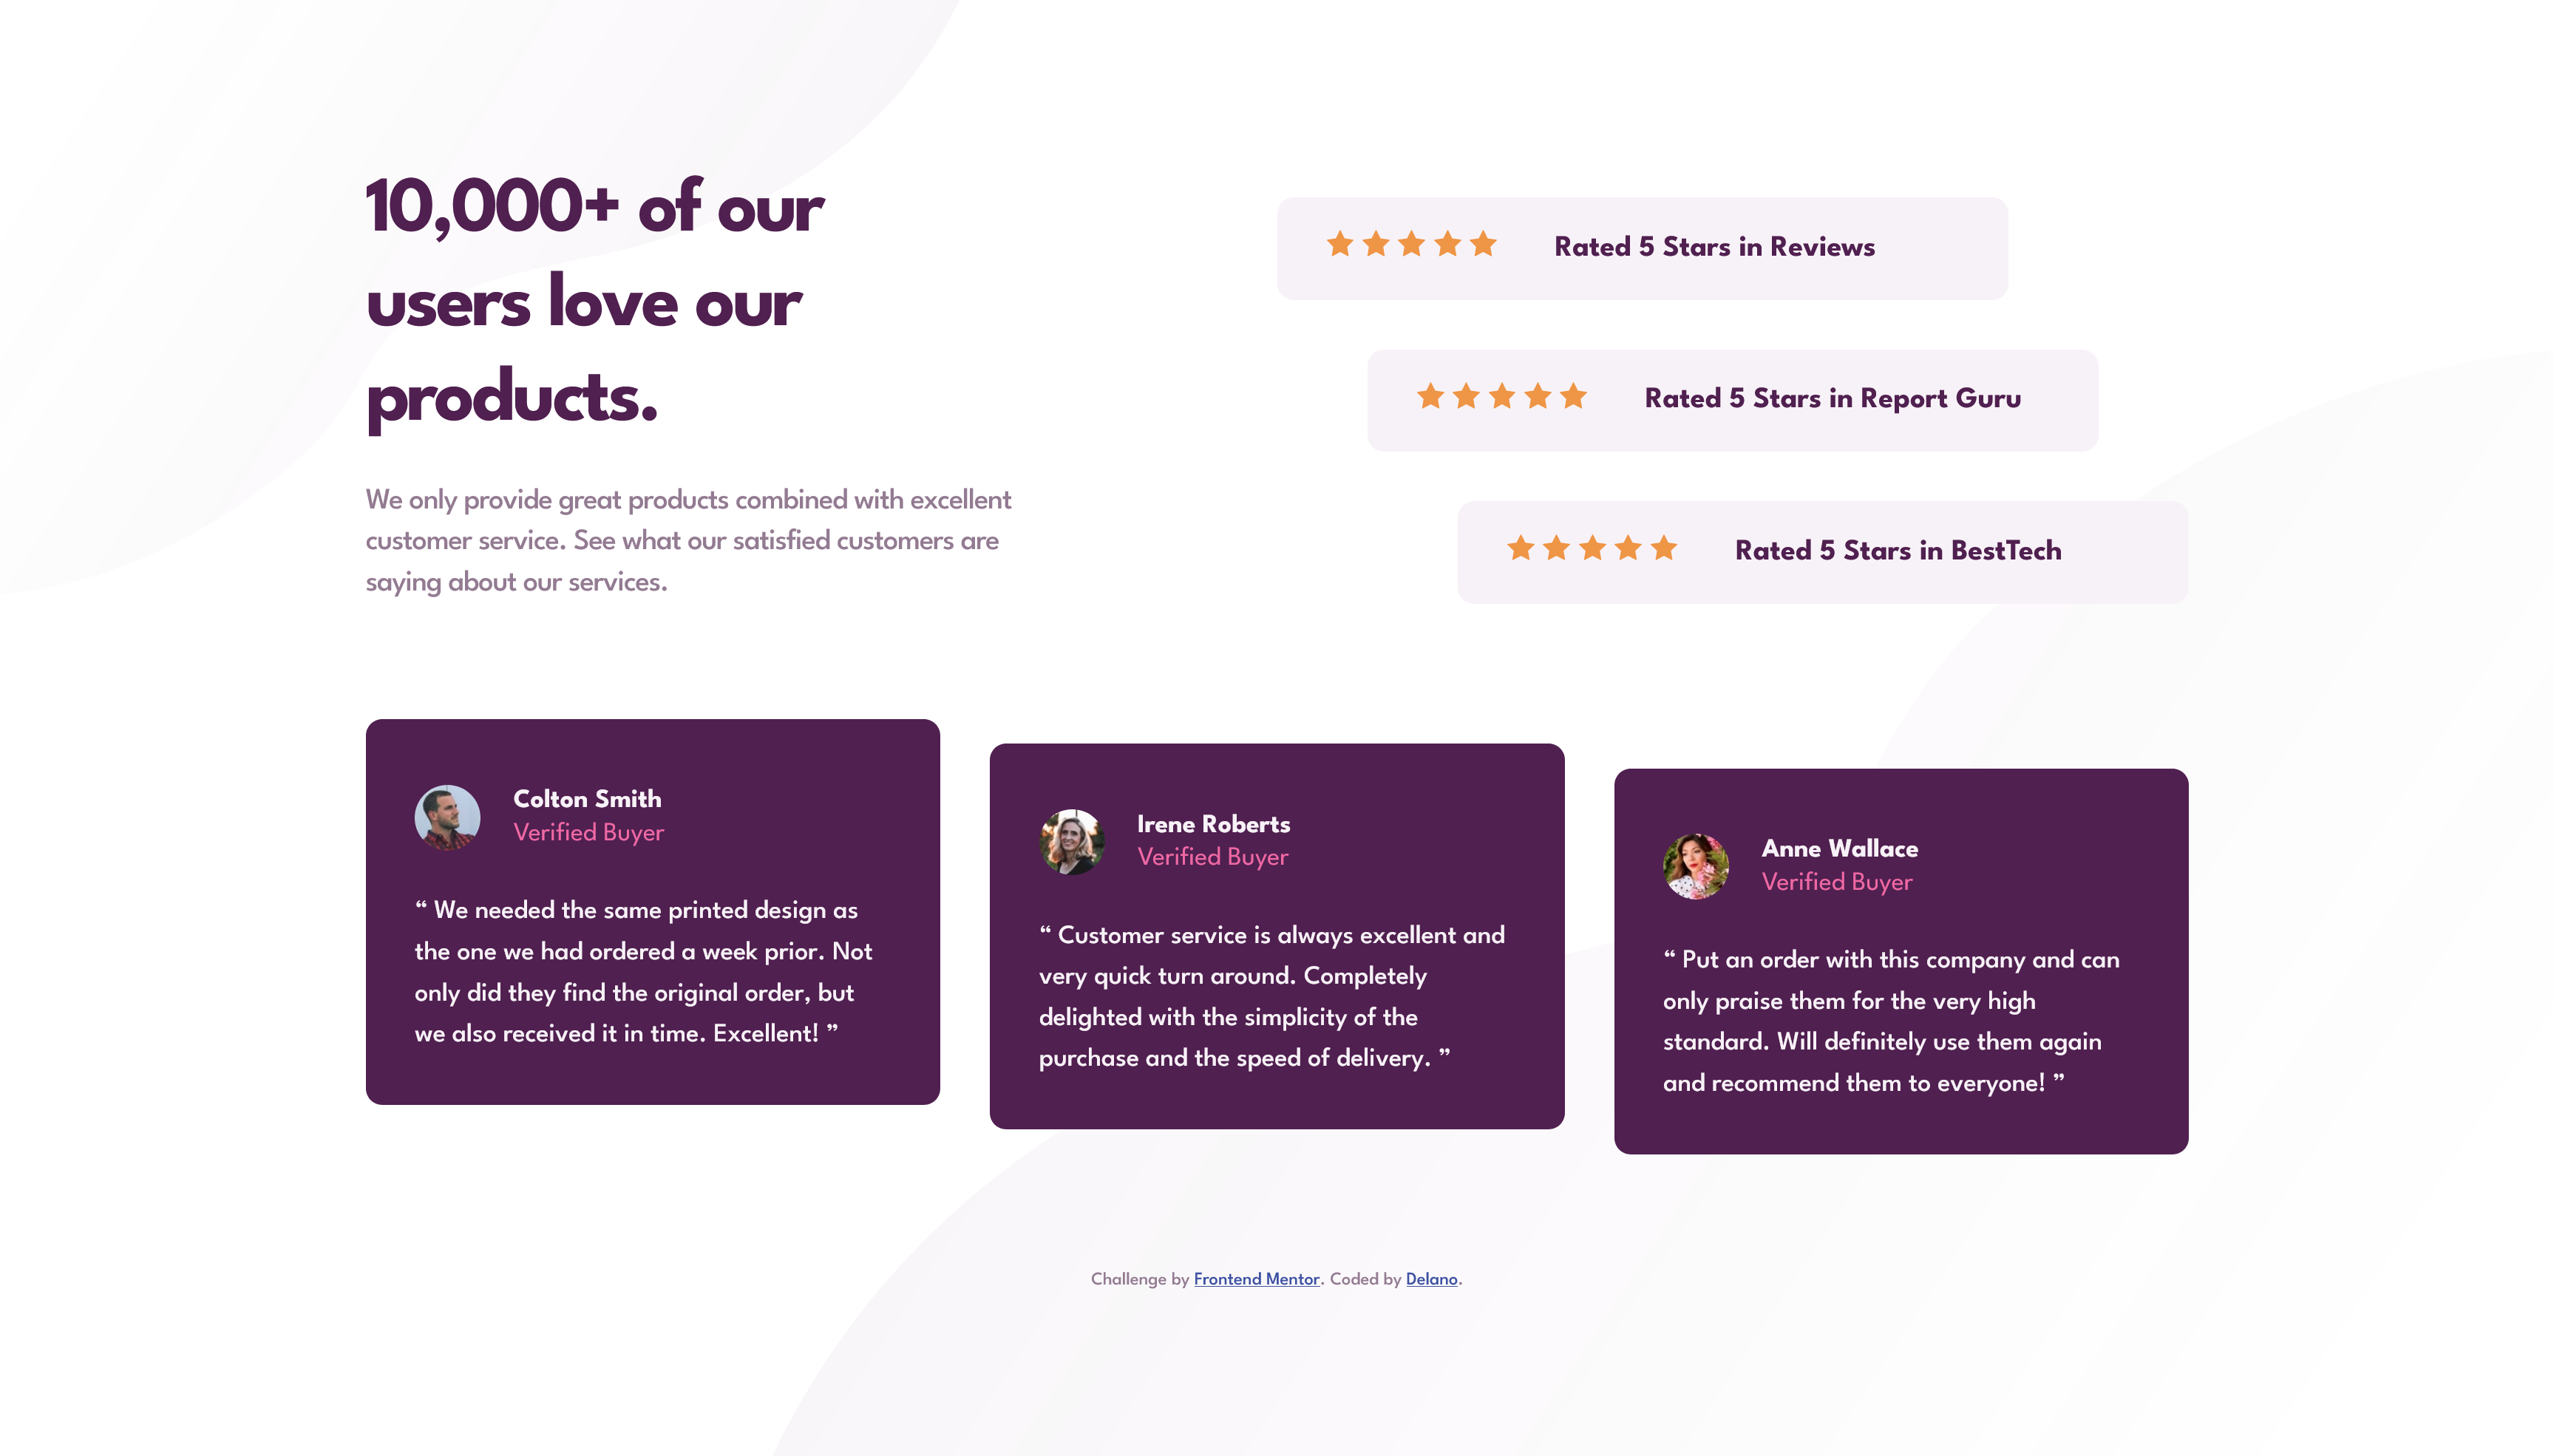 10,000+ of our
users love our
products.
We only provide great products combined with excellent
customer service. See what our satisfied customers are
saying about our services.
Rated 5 Stars in Reviews
Rated 5 Stars in Report Guru
Rated 5 Stars in BestTech
Colton Smith
Verified Buyer
“ We needed the same printed design as
the one we had ordered a week prior. Not
only did they find the original order, but
we also received it in time. Excellent! ”
Irene Roberts
Verified Buyer
“ Customer service is always excellent and
very quick turn around. Completely
delighted with the simplicity of the
purchase and the speed of delivery. ”
Anne Wallace
Verified Buyer
“ Put an order with this company and can
only praise them for the very high
standard. Will definitely use them again
and recommend them to everyone! ”
Challenge by Frontend Mentor. Coded by Delano.